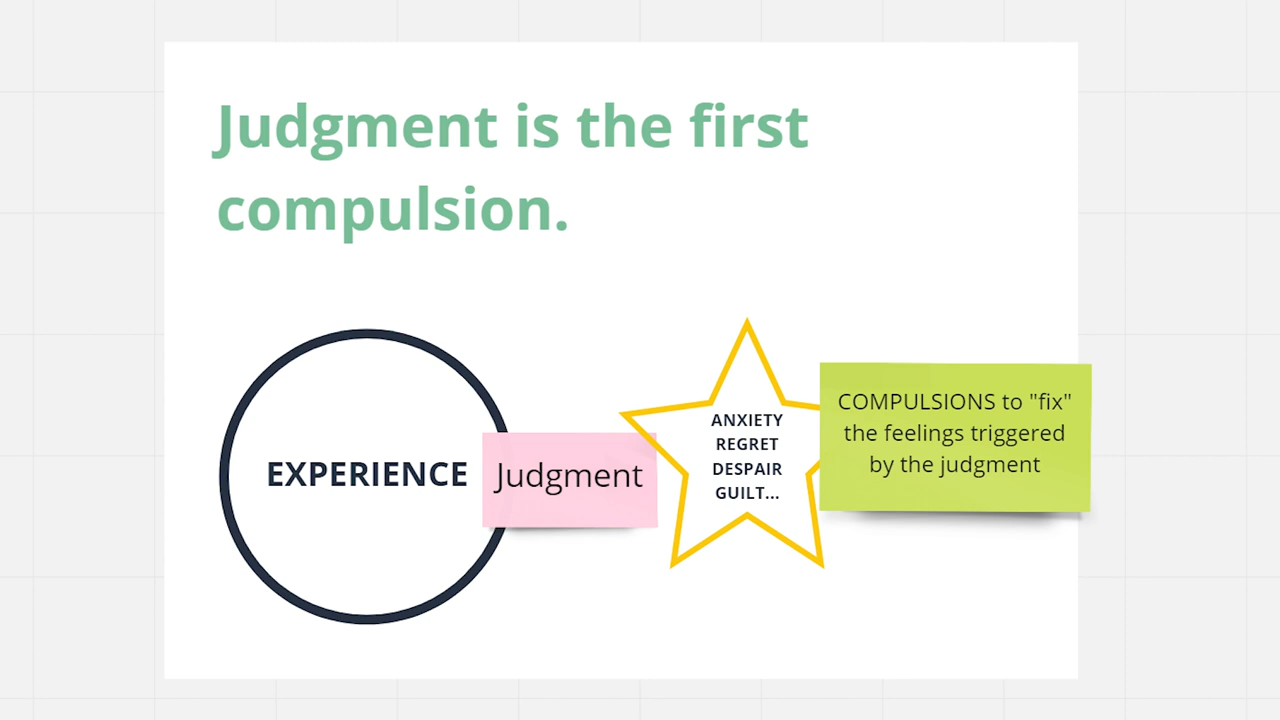 Judgment is the first
compulsion.
EXPERIENCE
Judgment
ANXIETY
REGRET
DESPAIR
GUILT...
COMPULSIONS to "fix"
the feelings triggered
by the judgment